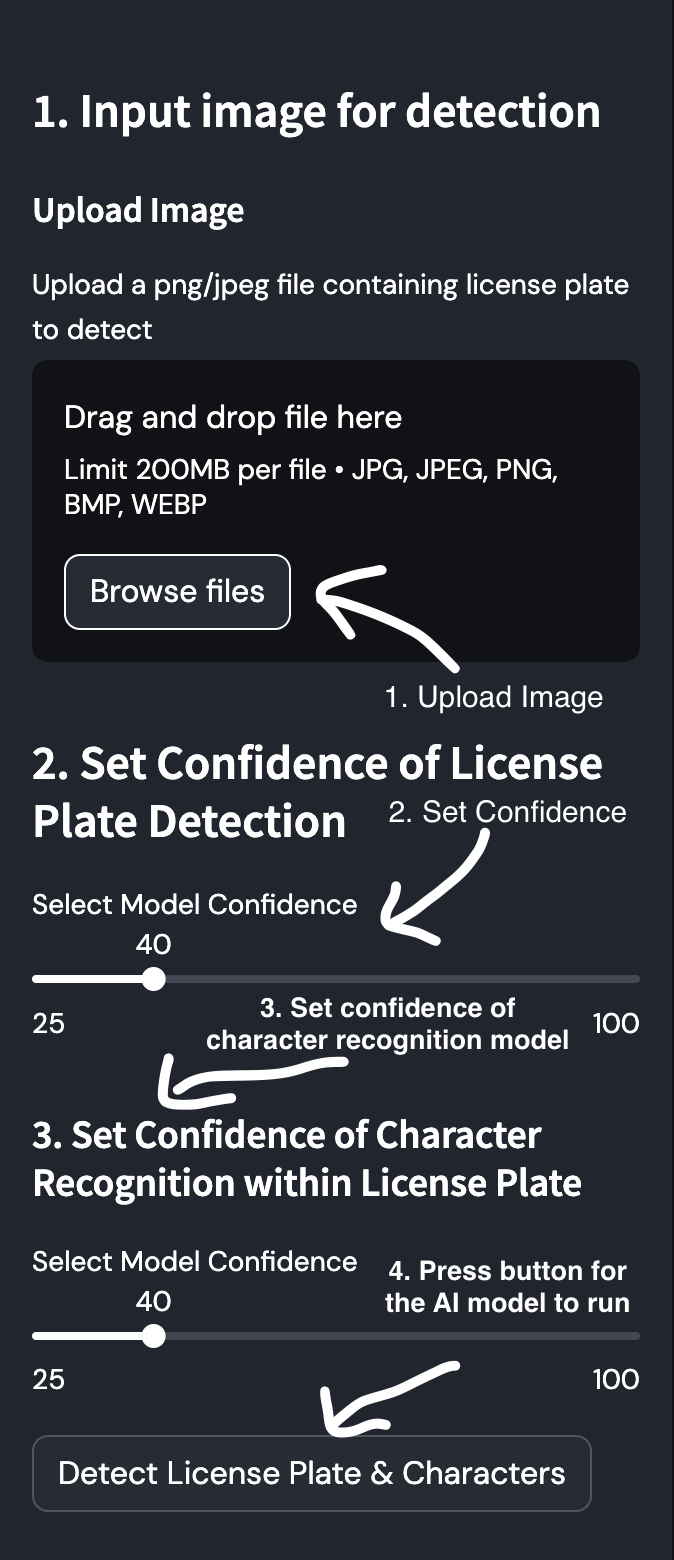 1. Input image for detection
Upload Image
Upload a png/jpeg file containing license plate
to detect
Drag and drop file here
Limit 200MB per file • JPG, JPEG, PNG,
BMP, WEBP
Browse files
1. Upload Image
2. Set Confidence of License
Plate Detection
2. Set Confidence
Select Model Confidence
40
25
100
3. Set confidence of
character recognition model
3. Set Confidence of Character
Recognition within License Plate
Select Model Confidence
40
4. Press button for
the AI model to run
25
100
Detect License Plate & Characters